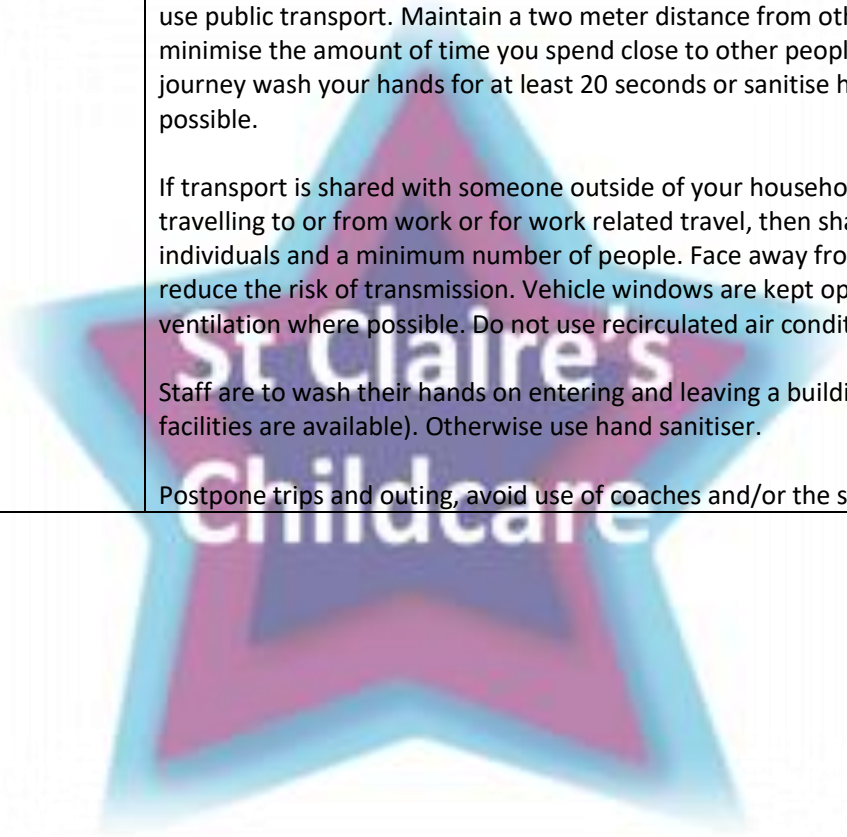 use public transport. Maintain a two meter distance from oth
minimise the amount of time you spend close to other peopl
journey wash your hands for at least 20 seconds or sanitise h
possible.
If transport is shared with someone outside of your househo
travelling to or from work or for work related travel, then sha
individuals and a minimum number of people. Face away fro
reduce the risk of transmission. Vehicle windows are kept op
ventilation where possible. Do not use recirculated air condit
St Claire's
Staff are to wash their hands on entering and leaving a buildi
facilities are available). Otherwise use hand sanitiser.
Postpone trips and outing, avoid use of coaches and/or the s
Childcare